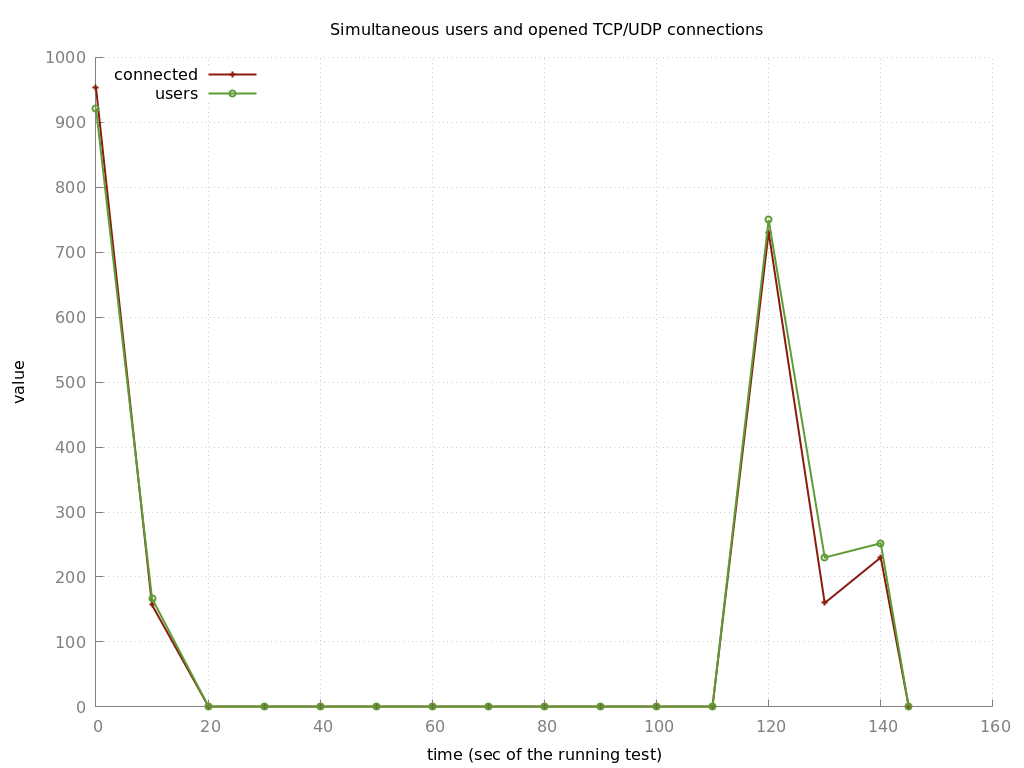 Simultaneous users and opened TCP/UDP connections
1000
900
800
700
600
500
400
300
200
100
0
connected
users
value
0 20 40 60 80 100 120 140 160
time (sec of the running test)